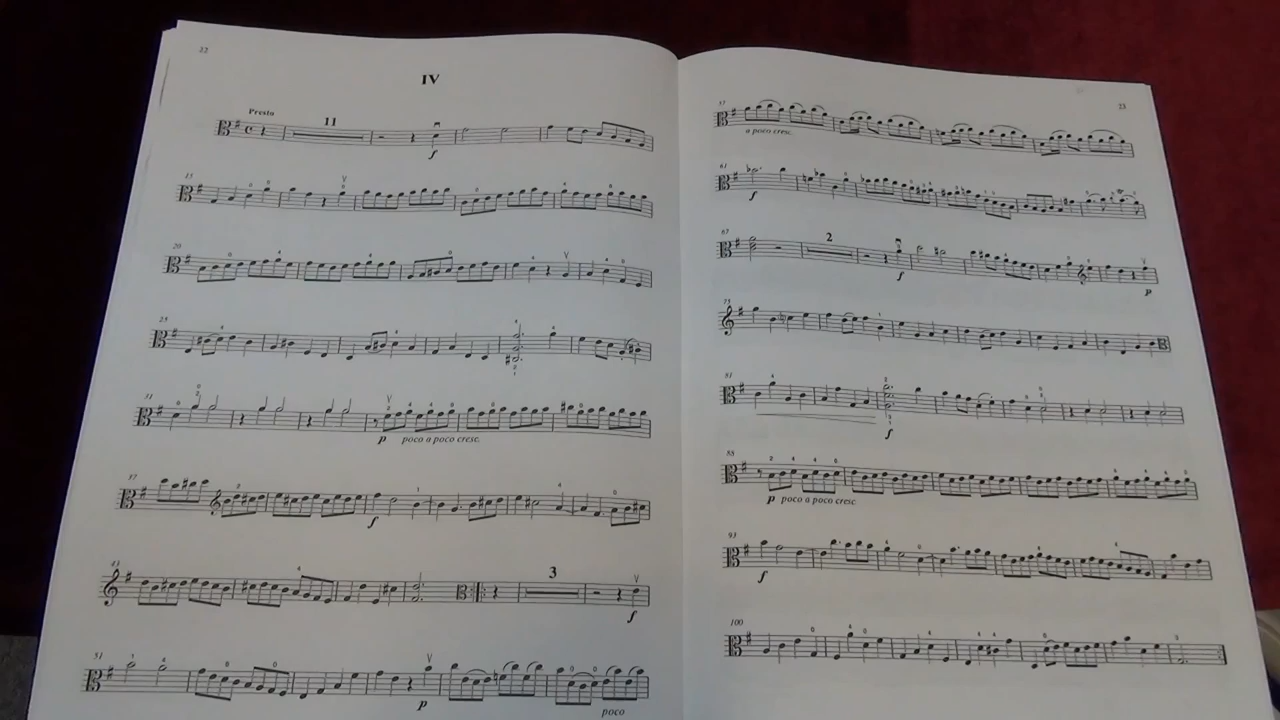 22
IV
Presto
11
f
15
20
25
31
p poco a poco cresc.
37
f
43
3
f
51
p
poco
23
57
a poco cresc.
61
f
67
2
f
p
75
81
f
88
p poco a poco cresc.
93
f
100